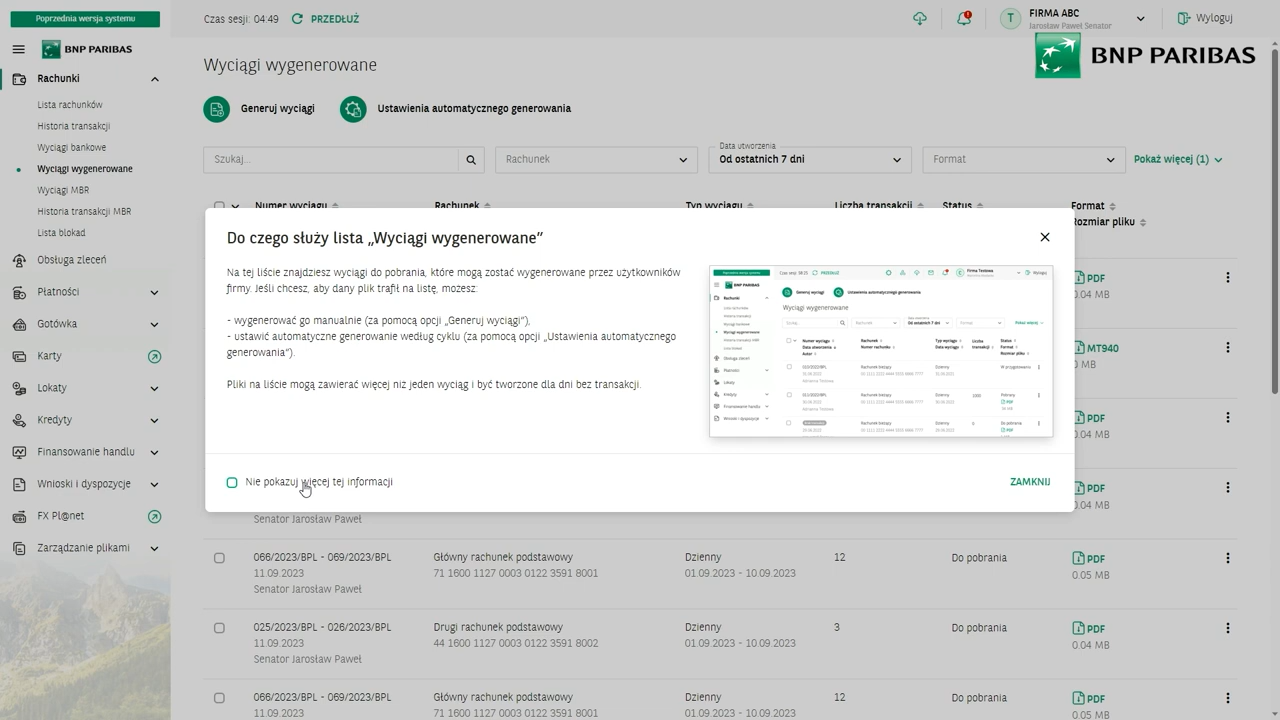 Poprzednia wersja systemu
Czas sesji: 04:49 PRZEDŁUŻ
FIRMA ABC
Jarosław Paweł Senator
Wyloguj
BNP PARIBAS
BNP PARIBAS
Rachunki
Lista rachunków
Historia transakcji
Wyciągi bankowe
Wyciągi wygenerowane
Wyciągi MBR
Historia transakcji MBR
Lista blokad
Obsługa zleceń
Płatności
Gotówka
Karty
Lokaty
Kredyty
Finansowanie handlu
Wnioski i dyspozycje
FX Pl@net
Zarządzanie plikami
Wyciągi wygenerowane
Generuj wyciągi
Ustawienia automatycznego generowania
Szukaj...
Rachunek
Data utworzenia
Od ostatnich 7 dni
Format
Pokaż więcej (1)
Numer wyciągu Rachunek Typ wyciągu Liczba transakcji Status Format
Rozmiar pliku
Do czego służy lista „Wyciągi wygenerowane”
Na tej liście znajdziesz wyciągi do pobrania, które mogą zostać wygenerowane przez użytkowników
firmy. Jeśli chcesz, żeby plik trafił na listę, możesz:
wygenerować go manualnie (za pomocą opcji „Generuj wyciągi”),
automatyczne generowanie według cyklu (za pomocą opcji „Ustawienia automatycznego
generowania”).
Plik na liście może zawierać więcej niż jeden wyciąg i być tworzony dla dni bez transakcji.
Nie pokazuj więcej tej informacji
ZAMKNIJ
PDF
0.04 MB
MT940
0 MB
PDF
0.04 MB
PDF
0.04 MB
Senator Jarosław Paweł
066/2023/BPL - 069/2023/BPL Główny rachunek podstawowy Dzienny 12 Do pobrania PDF
11.09.2023 71 1600 1127 0003 0122 3591 8001 01.09.2023 - 10.09.2023 0.05 MB
Senator Jarosław Paweł
025/2023/BPL - 026/2023/BPL Drugi rachunek podstawowy Dzienny 3 Do pobrania PDF
11.09.2023 44 1600 1127 0003 0122 3591 8002 01.09.2023 - 10.09.2023 0.04 MB
Senator Jarosław Paweł
066/2023/BPL - 069/2023/BPL Główny rachunek podstawowy Dzienny 12 Do pobrania PDF
11.09.2023 71 1600 1127 0003 0122 3591 8001 01.09.2023 - 10.09.2023 0.05 MB